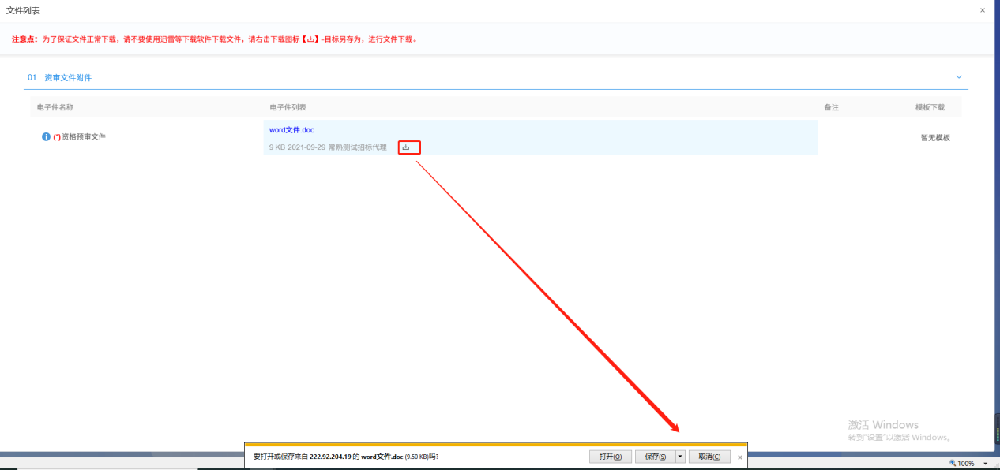 文件列表
×
注意点：为了保证文件正常下载，请不要使用迅雷等下载软件下载文件，请右击下载图标【】-目标另存为，进行文件下载。
01 资审文件附件
电子件名称 电子件列表 备注 模板下载
word文件.doc
(*)资格预审文件 暂无模板
9 KB 2021-09-29 常熟测试招标代理一
激活 Windows
转到"设置"以激活 Windows。
要打开或保存来自 222.92.204.19 的 word文件.doc (9.50 KB)吗? 打开(O) 保存(S) 取消(C) ×
100%